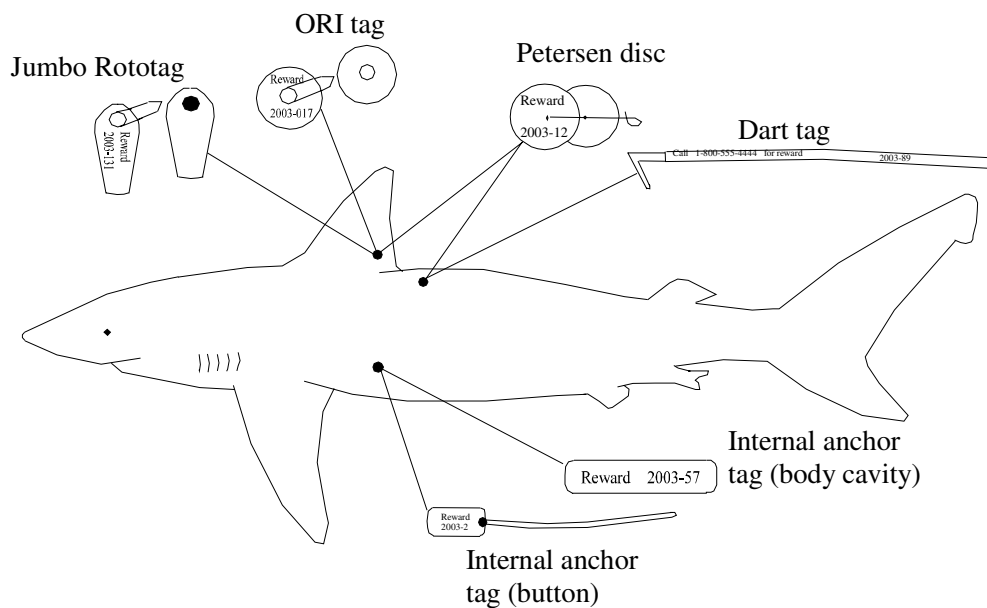 ORI tag
Petersen disc
Jumbo Rototag
Reward
2003-017
Reward
2003-12
Reward
2003-131
Dart tag
Call 1-800-555-4444 for reward 2003-89
Internal anchor
tag (body cavity)
Reward 2003-57
Reward
2003-2
Internal anchor
tag (button)